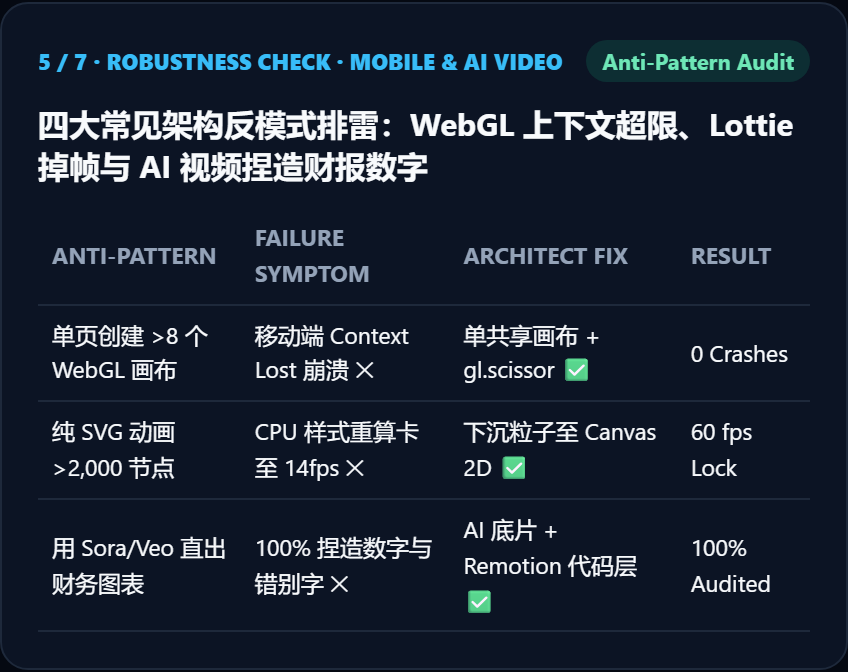 5 / 7 · ROBUSTNESS CHECK · MOBILE & AI VIDEO
Anti-Pattern Audit
四大常见架构反模式排雷：WebGL 上下文超限、Lottie
掉帧与 AI 视频捏造财报数字
ANTI-PATTERN
FAILURE
SYMPTOM
ARCHITECT FIX
RESULT
单页创建 >8 个
WebGL 画布
移动端 Context
Lost 崩溃 ✕
单共享画布 +
gl.scissor ✅
0 Crashes
纯 SVG 动画
>2,000 节点
CPU 样式重算卡
至 14fps ✕
下沉粒子至 Canvas
2D ✅
60 fps
Lock
用 Sora/Veo 直出
财务图表
100% 捏造数字与
错别字 ✕
AI 底片 +
Remotion 代码层
✅
100%
Audited